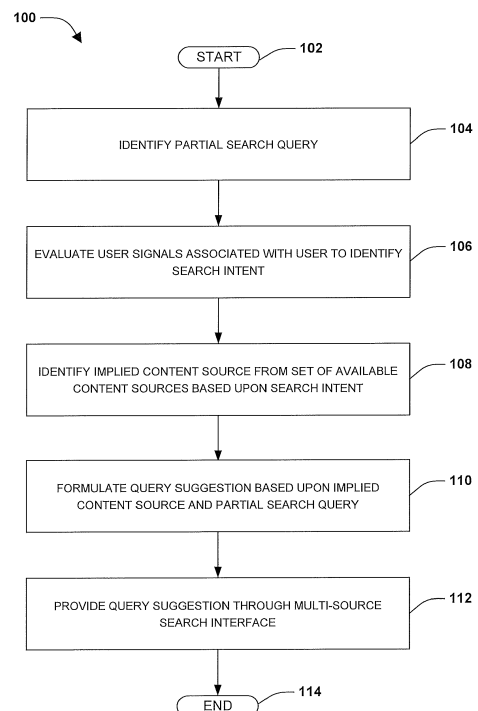 100
START
102
IDENTIFY PARTIAL SEARCH QUERY
104
EVALUATE USER SIGNALS ASSOCIATED WITH USER TO IDENTIFY
SEARCH INTENT
106
IDENTIFY IMPLIED CONTENT SOURCE FROM SET OF AVAILABLE
CONTENT SOURCES BASED UPON SEARCH INTENT
108
FORMULATE QUERY SUGGESTION BASED UPON IMPLIED
CONTENT SOURCE AND PARTIAL SEARCH QUERY
110
PROVIDE QUERY SUGGESTION THROUGH MULTI-SOURCE
SEARCH INTERFACE
112
END
114